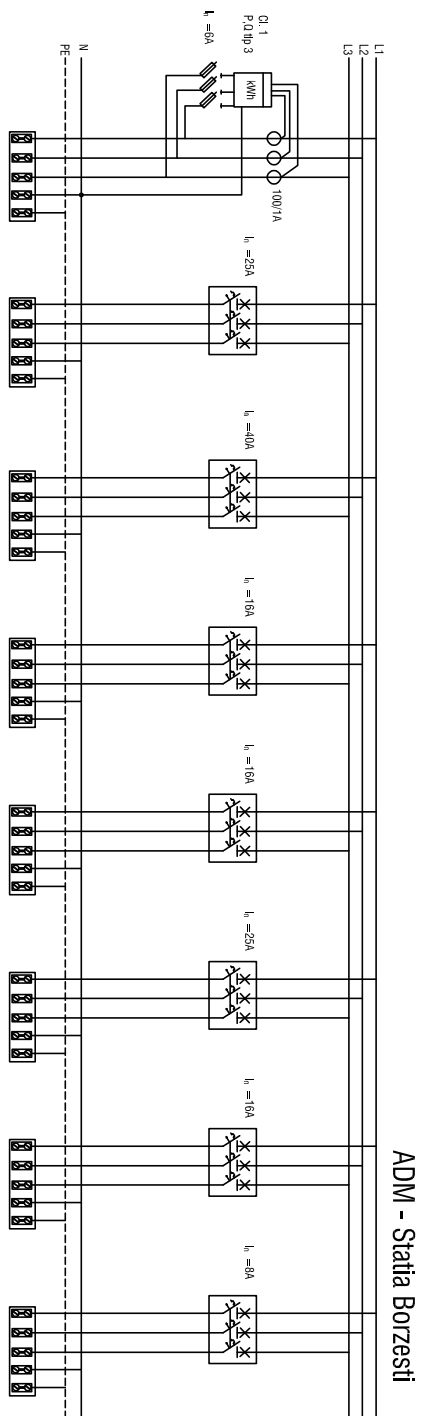 ADM - Statia Borzesti
L1
L2
L3
N
PE
Cl. 1
P,Q tip 3
kWh
Iₙ =6A
100/1A
Iₙ =25A
Iₙ =40A
Iₙ =16A
Iₙ =16A
Iₙ =25A
Iₙ =16A
Iₙ =8A